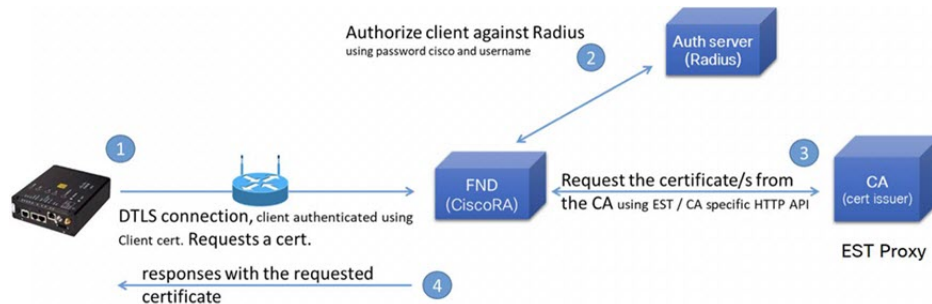 Authorize client against Radius
using password cisco and username
2
Auth server
(Radius)
1
3
FND
(CiscoRA)
Request the certificate/s from
the CA using EST / CA specific HTTP API
CA
(cert issuer)
DTLS connection, client authenticated using
Client cert. Requests a cert.
EST Proxy
responses with the requested
certificate
4